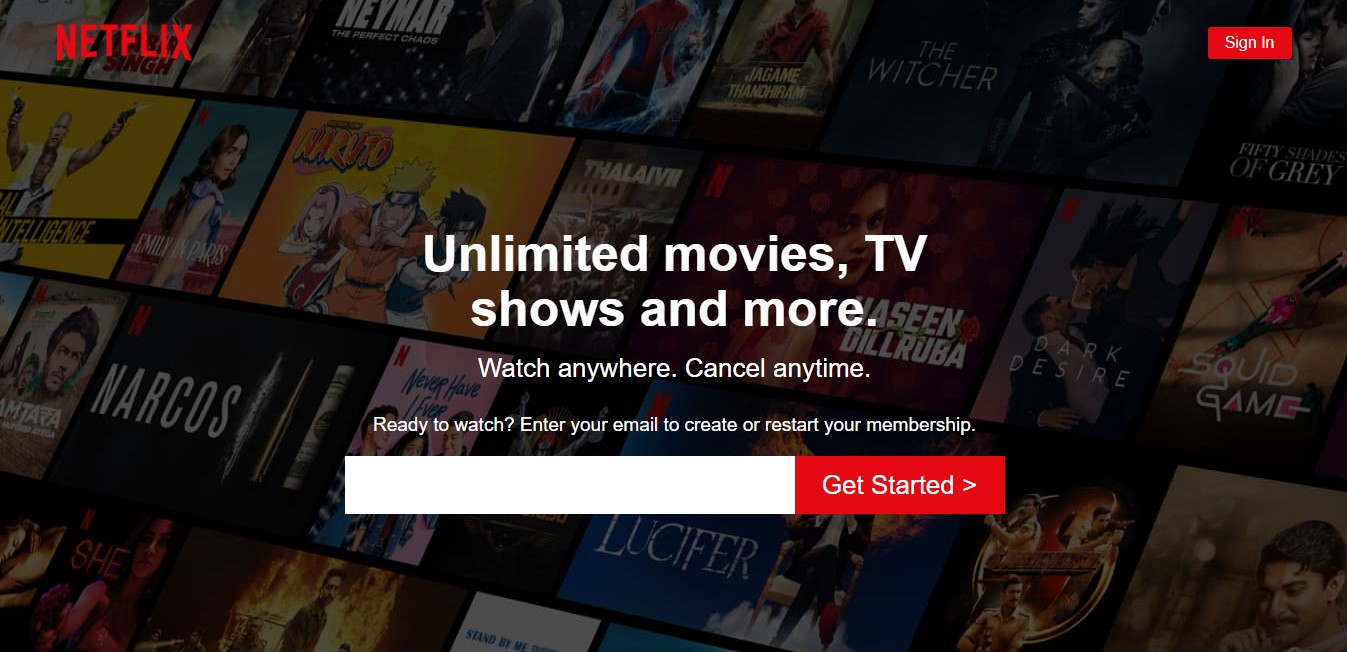 NEYMAR
THE PERFECT CHAOS
NETFLIX
Sign In
SINGH
JAGAME
THANDHIRAM
THE
WITCHER
FIFTY SHADES
OF GREY
NARUTO
THALAIVII
INTELLIGENCE
EMILY IN PARIS
Unlimited movies, TV
shows and more.
HASEEN
DILLRUBA
DARK
DESIRE
SQUID
GAME
NARCOS
Never Have
I Ever
Watch anywhere. Cancel anytime.
Ready to watch? Enter your email to create or restart your membership.
Get Started >
LUCIFER
SHE
STAND BY ME